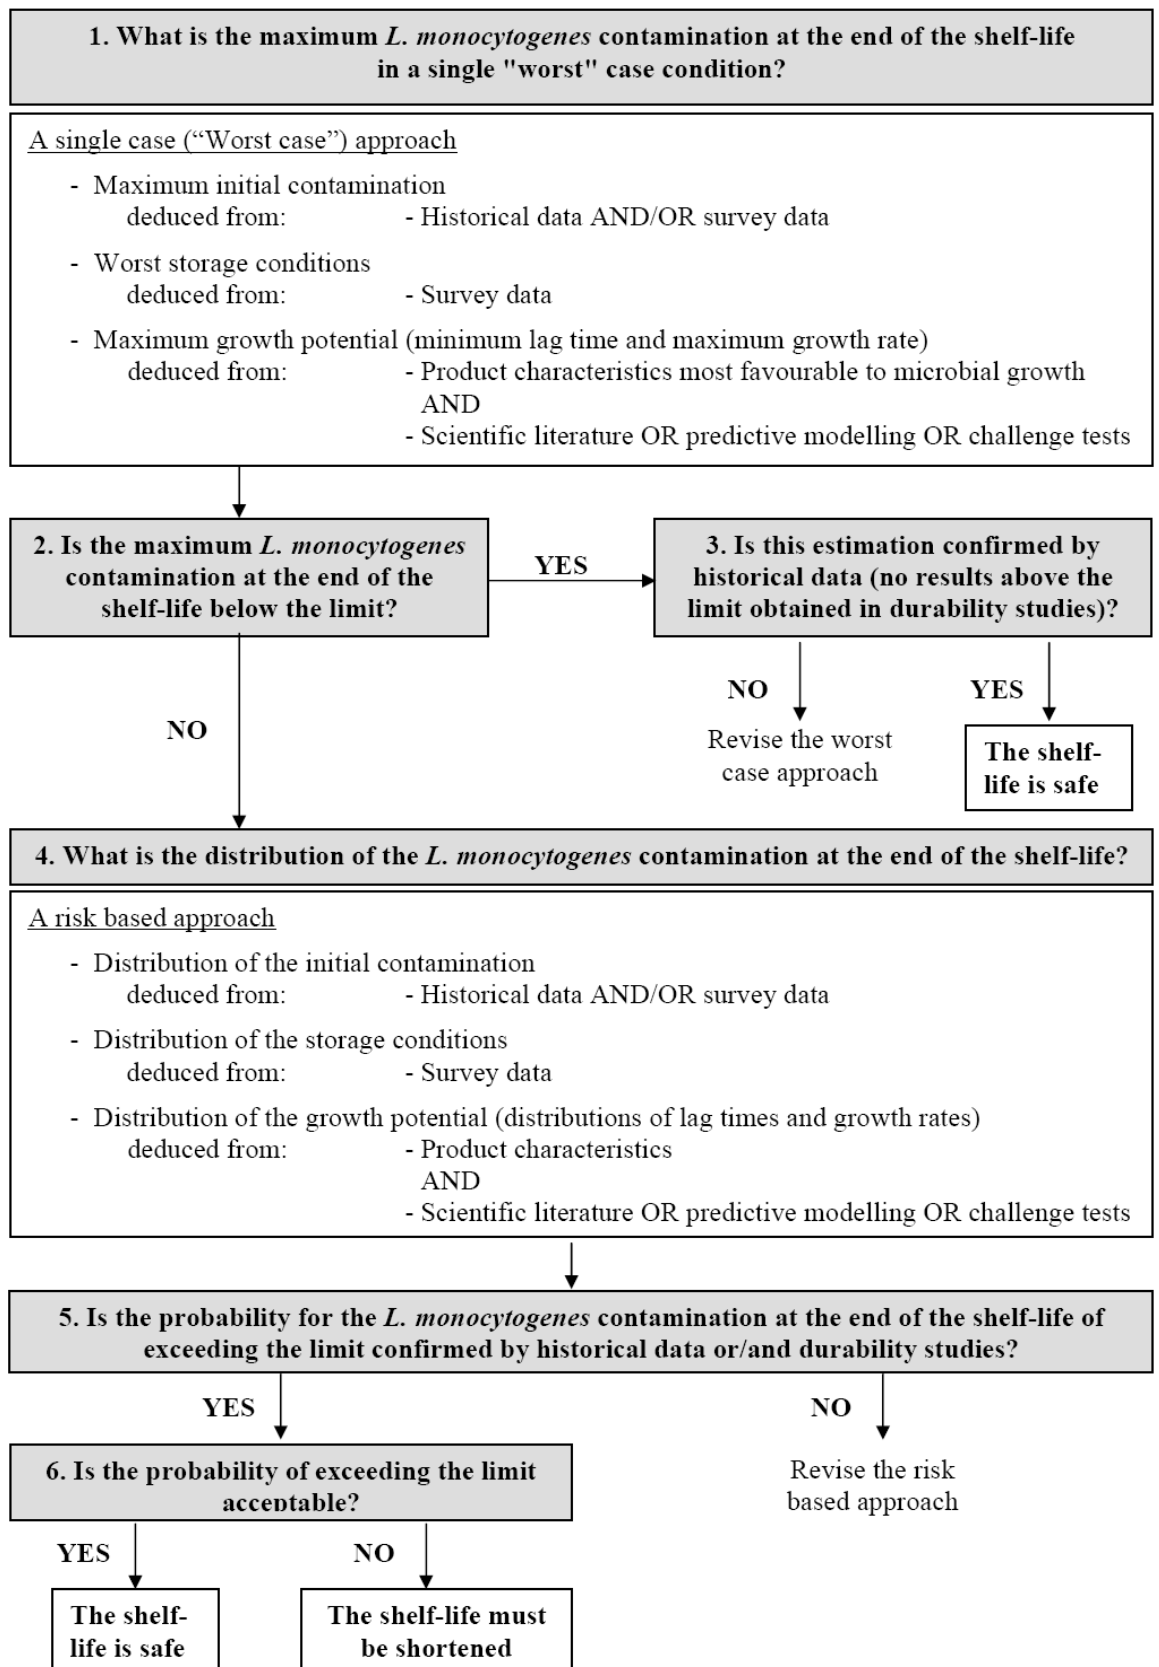 1. What is the maximum L. monocytogenes contamination at the end of the shelf-life
in a single "worst" case condition?
A single case (“Worst case”) approach
- Maximum initial contamination
deduced from: - Historical data AND/OR survey data
- Worst storage conditions
deduced from: - Survey data
- Maximum growth potential (minimum lag time and maximum growth rate)
deduced from: - Product characteristics most favourable to microbial growth
AND
- Scientific literature OR predictive modelling OR challenge tests
2. Is the maximum L. monocytogenes
contamination at the end of the
shelf-life below the limit?
YES
3. Is this estimation confirmed by
historical data (no results above the
limit obtained in durability studies)?
NO
YES
NO
Revise the worst
case approach
The shelf-
life is safe
4. What is the distribution of the L. monocytogenes contamination at the end of the shelf-life?
A risk based approach
- Distribution of the initial contamination
deduced from: - Historical data AND/OR survey data
- Distribution of the storage conditions
deduced from: - Survey data
- Distribution of the growth potential (distributions of lag times and growth rates)
deduced from: - Product characteristics
AND
- Scientific literature OR predictive modelling OR challenge tests
5. Is the probability for the L. monocytogenes contamination at the end of the shelf-life of
exceeding the limit confirmed by historical data or/and durability studies?
YES
NO
6. Is the probability of exceeding the limit
acceptable?
Revise the risk
based approach
YES
NO
The shelf-
life is safe
The shelf-life must
be shortened